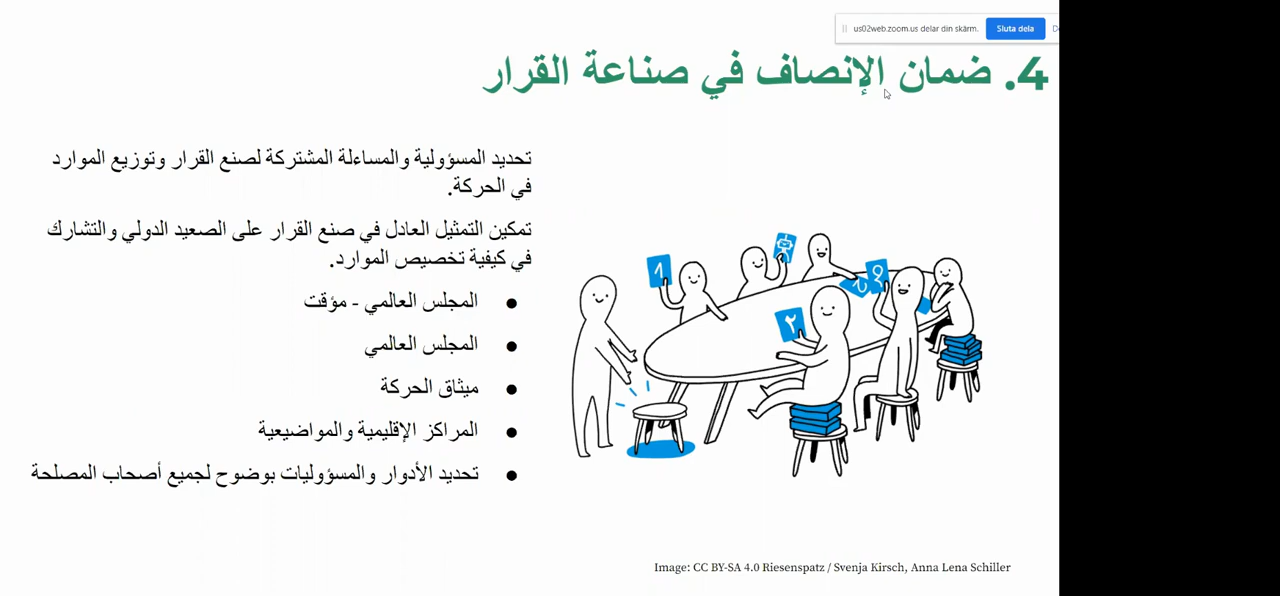 us02web.zoom.us delar din skärm.
Sluta dela
4. ضمان الإنصاف في صناعة القرار
تحديد المسؤولية والمساءلة المشتركة لصنع القرار وتوزيع الموارد
في الحركة.
تمكين التمثيل العادل في صنع القرار على الصعيد الدولي والتشارك
في كيفية تخصيص الموارد.
● المجلس العالمي - مؤقت
● المجلس العالمي
● ميثاق الحركة
● المراكز الإقليمية والمواضيعية
● تحديد الأدوار والمسؤوليات بوضوح لجميع أصحاب المصلحة
1
٢
Image: CC BY-SA 4.0 Riesenspatz / Svenja Kirsch, Anna Lena Schiller